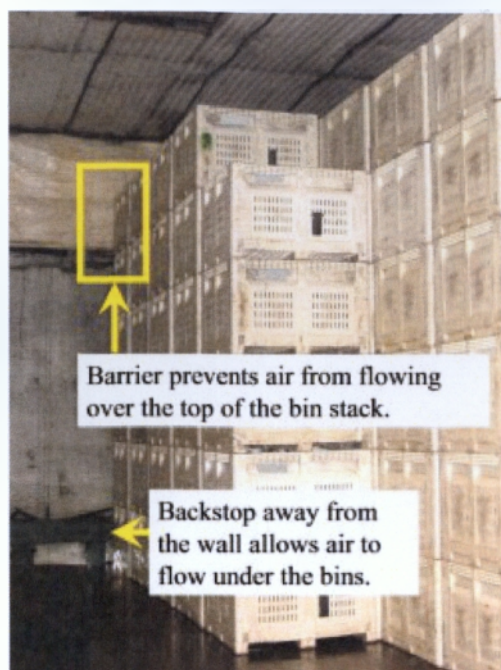 Barrier prevents air from flowing
over the top of the bin stack.
Backstop away from
the wall allows air to
flow under the bins.